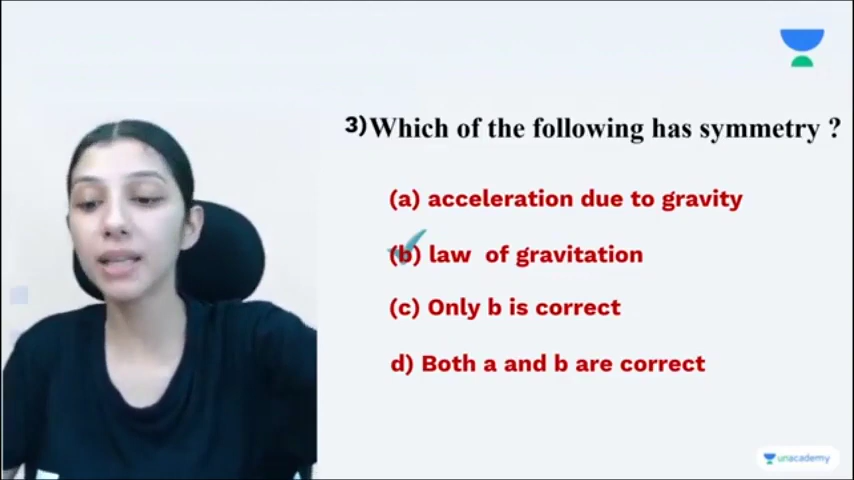 3)Which of the following has symmetry ?
(a) acceleration due to gravity
(b) law of gravitation
(c) Only b is correct
d) Both a and b are correct
unacademy